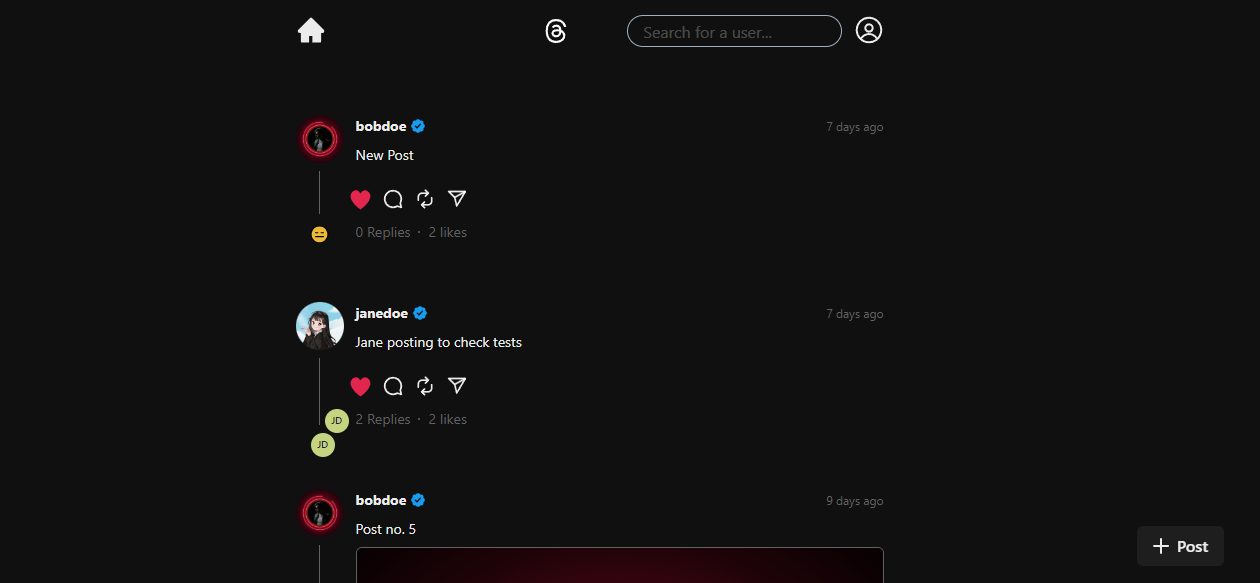 Search for a user...
bobdoe
7 days ago
New Post
0 Replies · 2 likes
janedoe
7 days ago
Jane posting to check tests
JD
2 Replies · 2 likes
JD
bobdoe
9 days ago
Post no. 5
Post